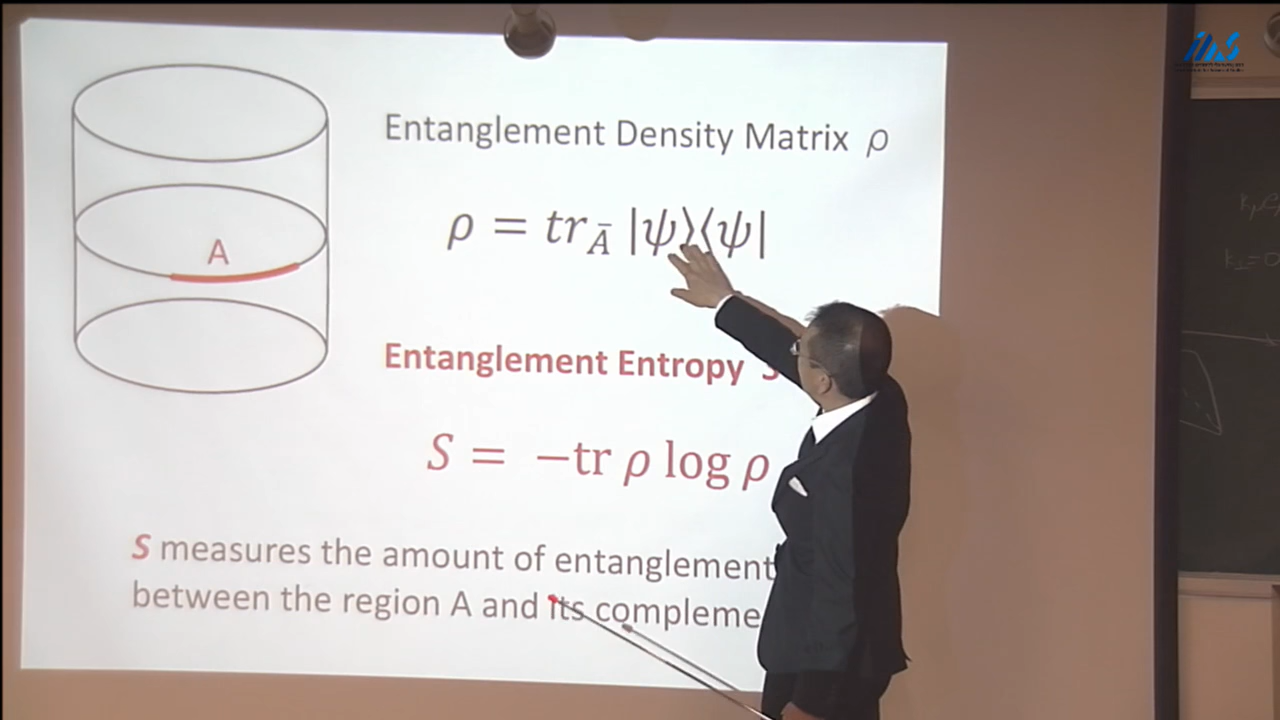 IMS
Entanglement Density Matrix ρ
A
ρ = tr_Ā |ψ⟩⟨ψ|
Entanglement Entropy
S = −tr ρ log ρ
S measures the amount of entanglement
between the region A and its compleme